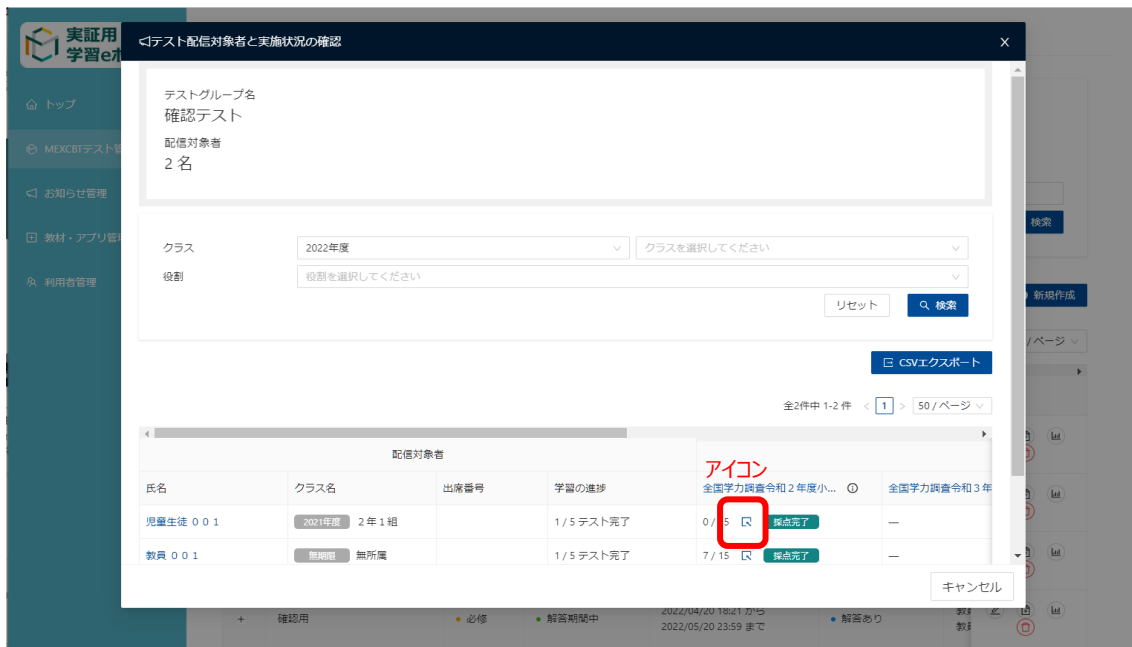 実証用
学習eポ
トップ
MEXCBTテスト管
お知らせ管理
教材・アプリ管理
利用者管理
テスト配信対象者と実施状況の確認
X
テストグループ名
確認テスト
配信対象者
2 名
クラス
2022年度
クラスを選択してください
役割
役割を選択してください
リセット
検索
検索
新規作成
/ ページ
CSVエクスポート
全2件中 1-2 件 < 1 > 50 / ページ
配信対象者
アイコン
氏名 クラス名 出席番号 学習の進捗 全国学力調査令和２年度小... 全国学力調査令和３年
児童生徒 ００１ 2021年度 2 年 1 組 1 / 5 テスト完了 0 / 15 採点完了 —
教員 ００１ 無期限 無所属 1 / 5 テスト完了 7 / 15 採点完了 —
キャンセル
+ 確認用 必修 解答期間中 2022/04/20 18:21 から 解答あり
2022/05/20 23:59 まで